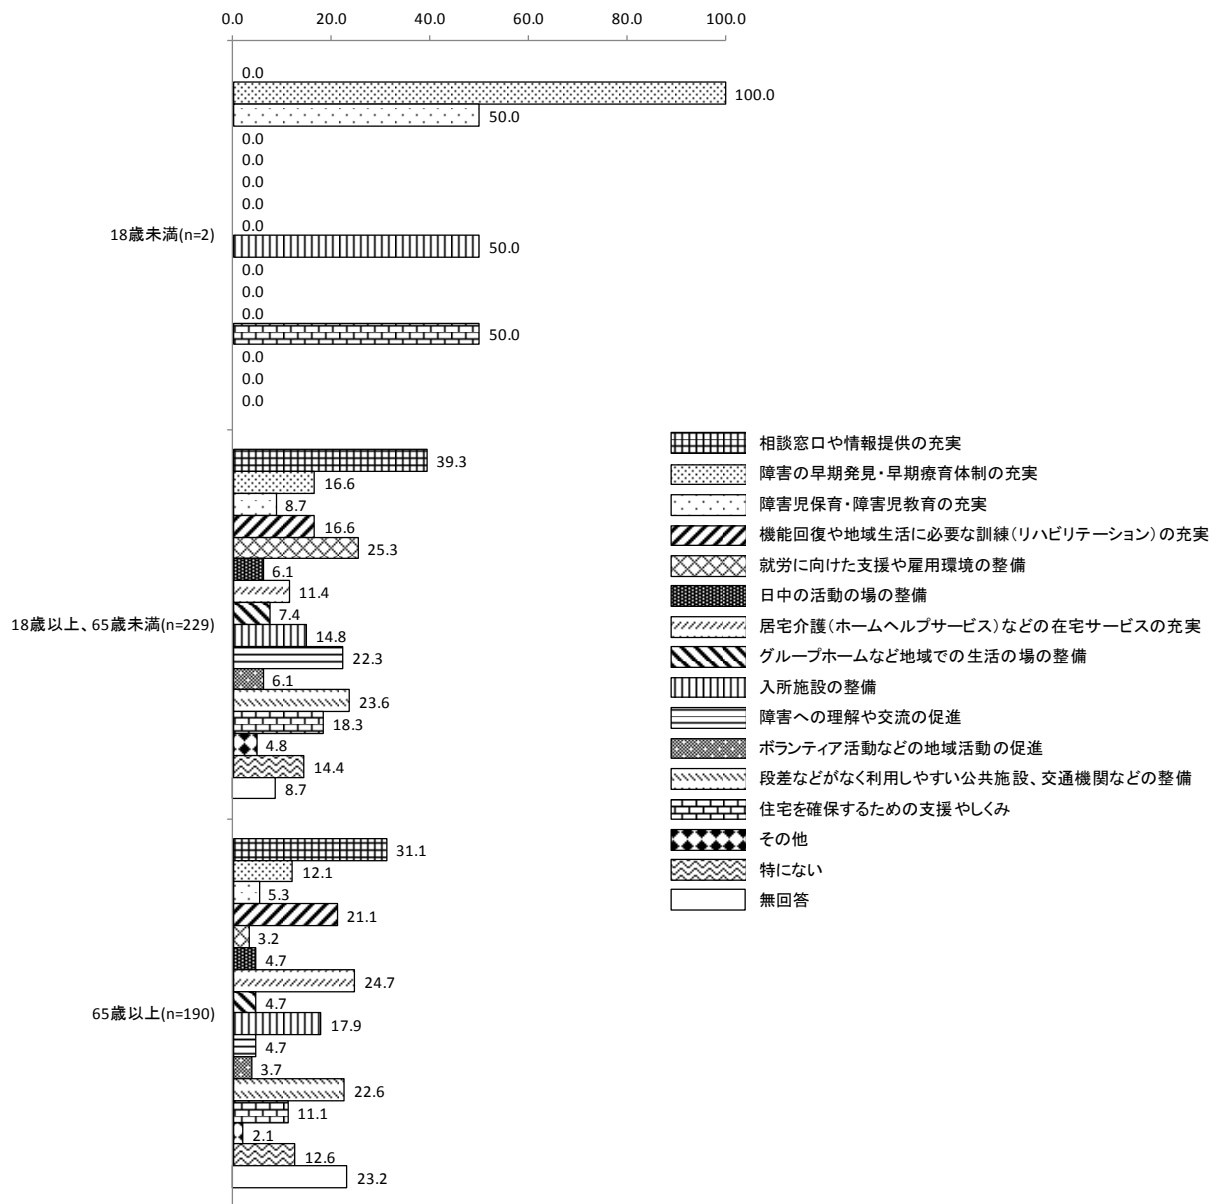 0.0 20.0 40.0 60.0 80.0 100.0
18歳未満(n=2)
0.0
100.0
50.0
0.0
0.0
0.0
0.0
0.0
50.0
0.0
0.0
0.0
50.0
0.0
0.0
0.0
18歳以上、65歳未満(n=229)
39.3
16.6
8.7
16.6
25.3
6.1
11.4
7.4
14.8
22.3
6.1
23.6
18.3
4.8
14.4
8.7
65歳以上(n=190)
31.1
12.1
5.3
21.1
3.2
4.7
24.7
4.7
17.9
4.7
3.7
22.6
11.1
2.1
12.6
23.2
相談窓口や情報提供の充実
障害の早期発見・早期療育体制の充実
障害児保育・障害児教育の充実
機能回復や地域生活に必要な訓練(リハビリテーション)の充実
就労に向けた支援や雇用環境の整備
日中の活動の場の整備
居宅介護(ホームヘルプサービス)などの在宅サービスの充実
グループホームなど地域での生活の場の整備
入所施設の整備
障害への理解や交流の促進
ボランティア活動などの地域活動の促進
段差などがなく利用しやすい公共施設、交通機関などの整備
住宅を確保するための支援やしくみ
その他
特にない
無回答